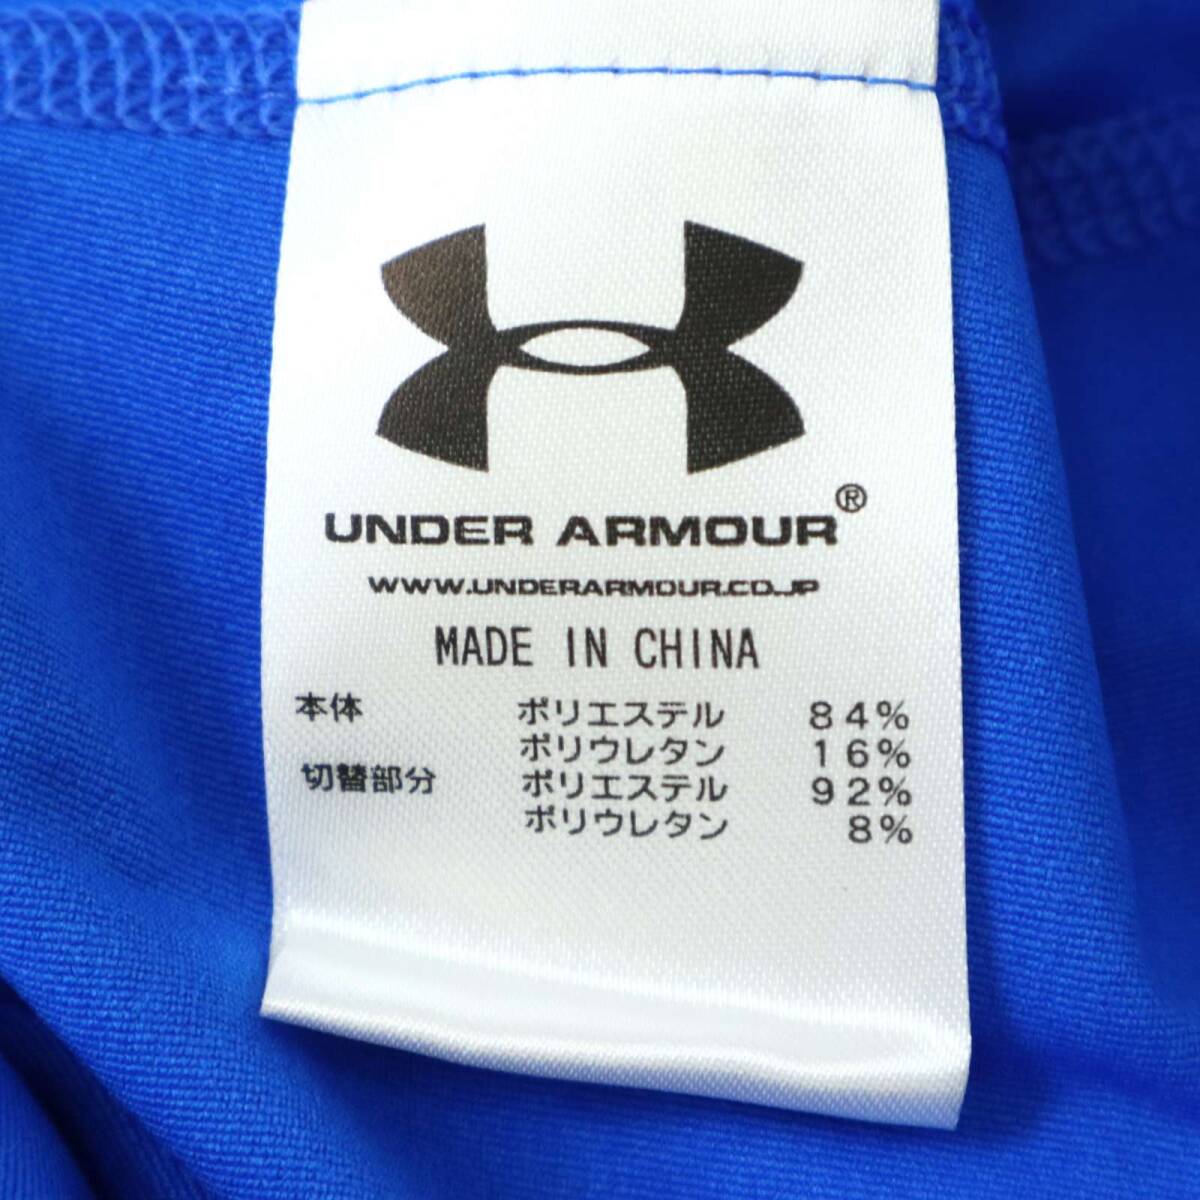 UNDER ARMOUR®
WWW.UNDERARMOUR.CO.JP
MADE IN CHINA
本体 ポリエステル 84%
ポリウレタン 16%
切替部分 ポリエステル 92%
ポリウレタン 8%